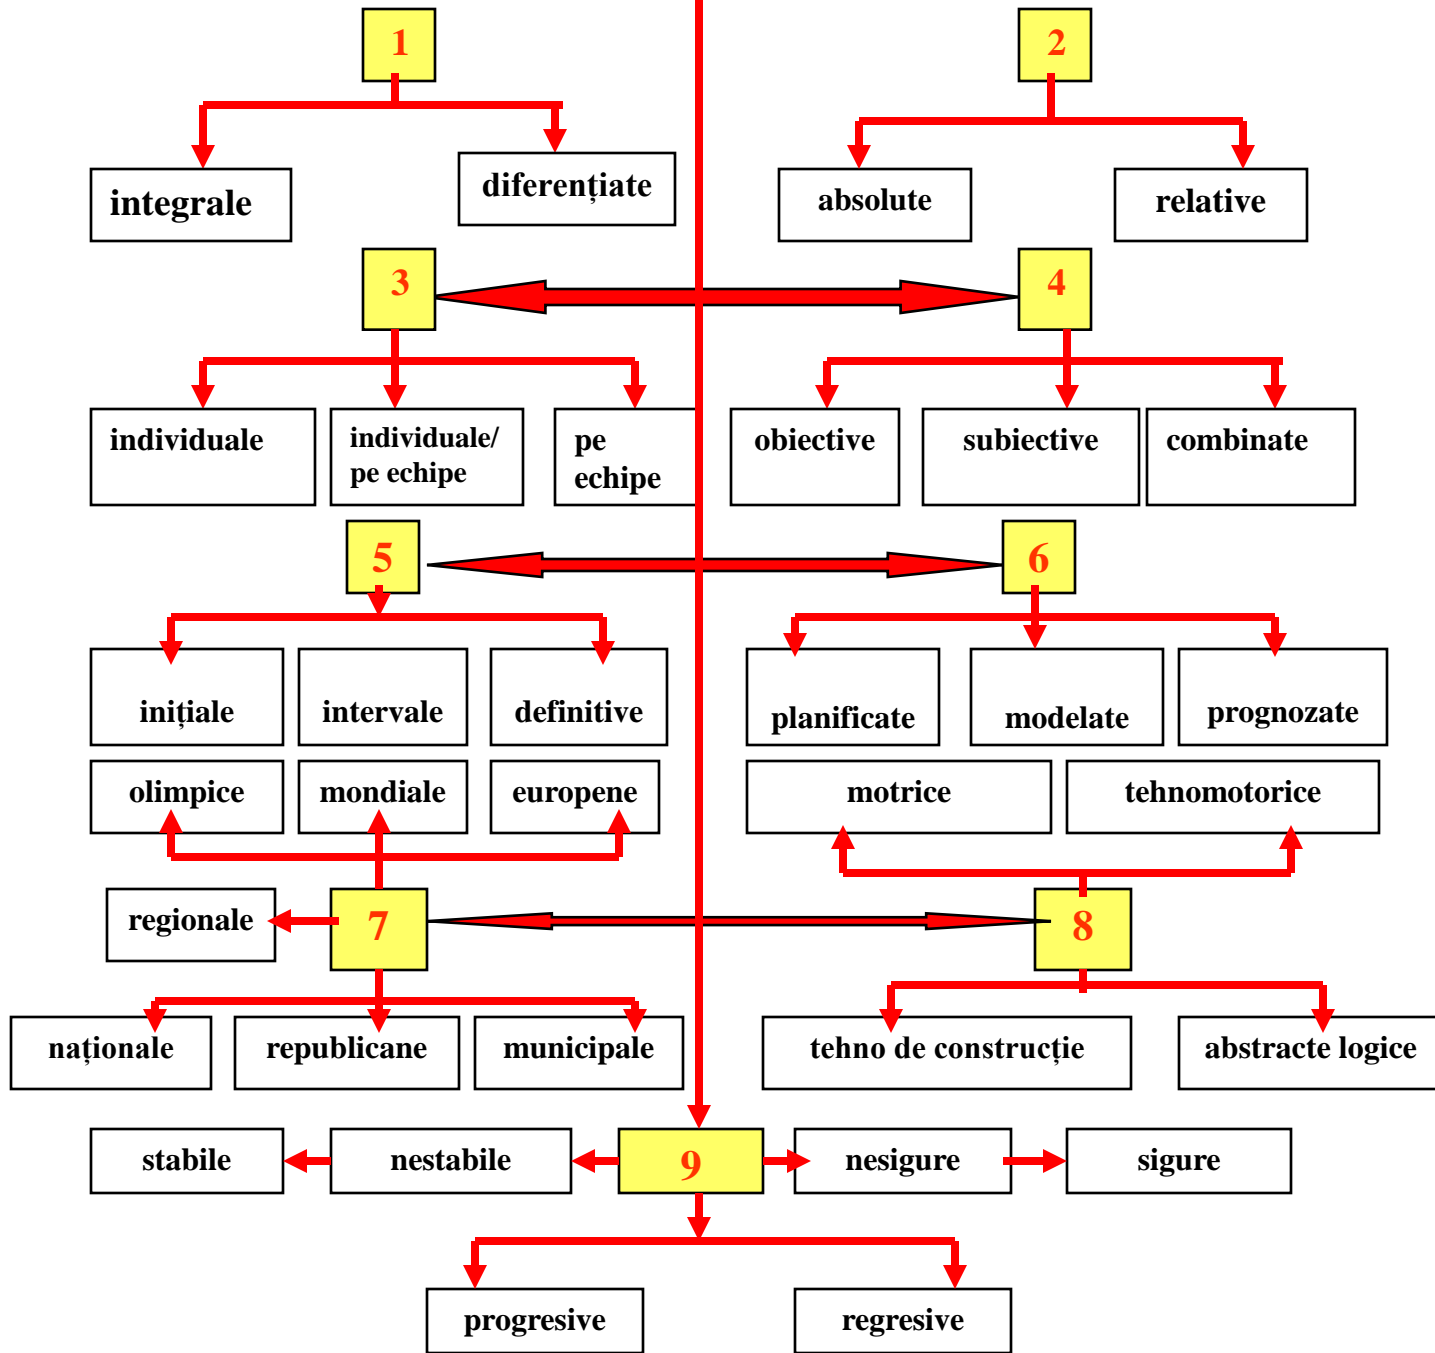 1
2
integrale
diferențiate
absolute
relative
3
4
individuale
individuale/
pe echipe
pe
echipe
obiective
subiective
combinate
5
6
inițiale
intervale
definitive
planificate
modelate
prognozate
olimpice
mondiale
europene
motrice
tehnomotorice
regionale
7
8
naționale
republicane
municipale
tehno de construcție
abstracte logice
stabile
nestabile
9
nesigure
sigure
progresive
regresive